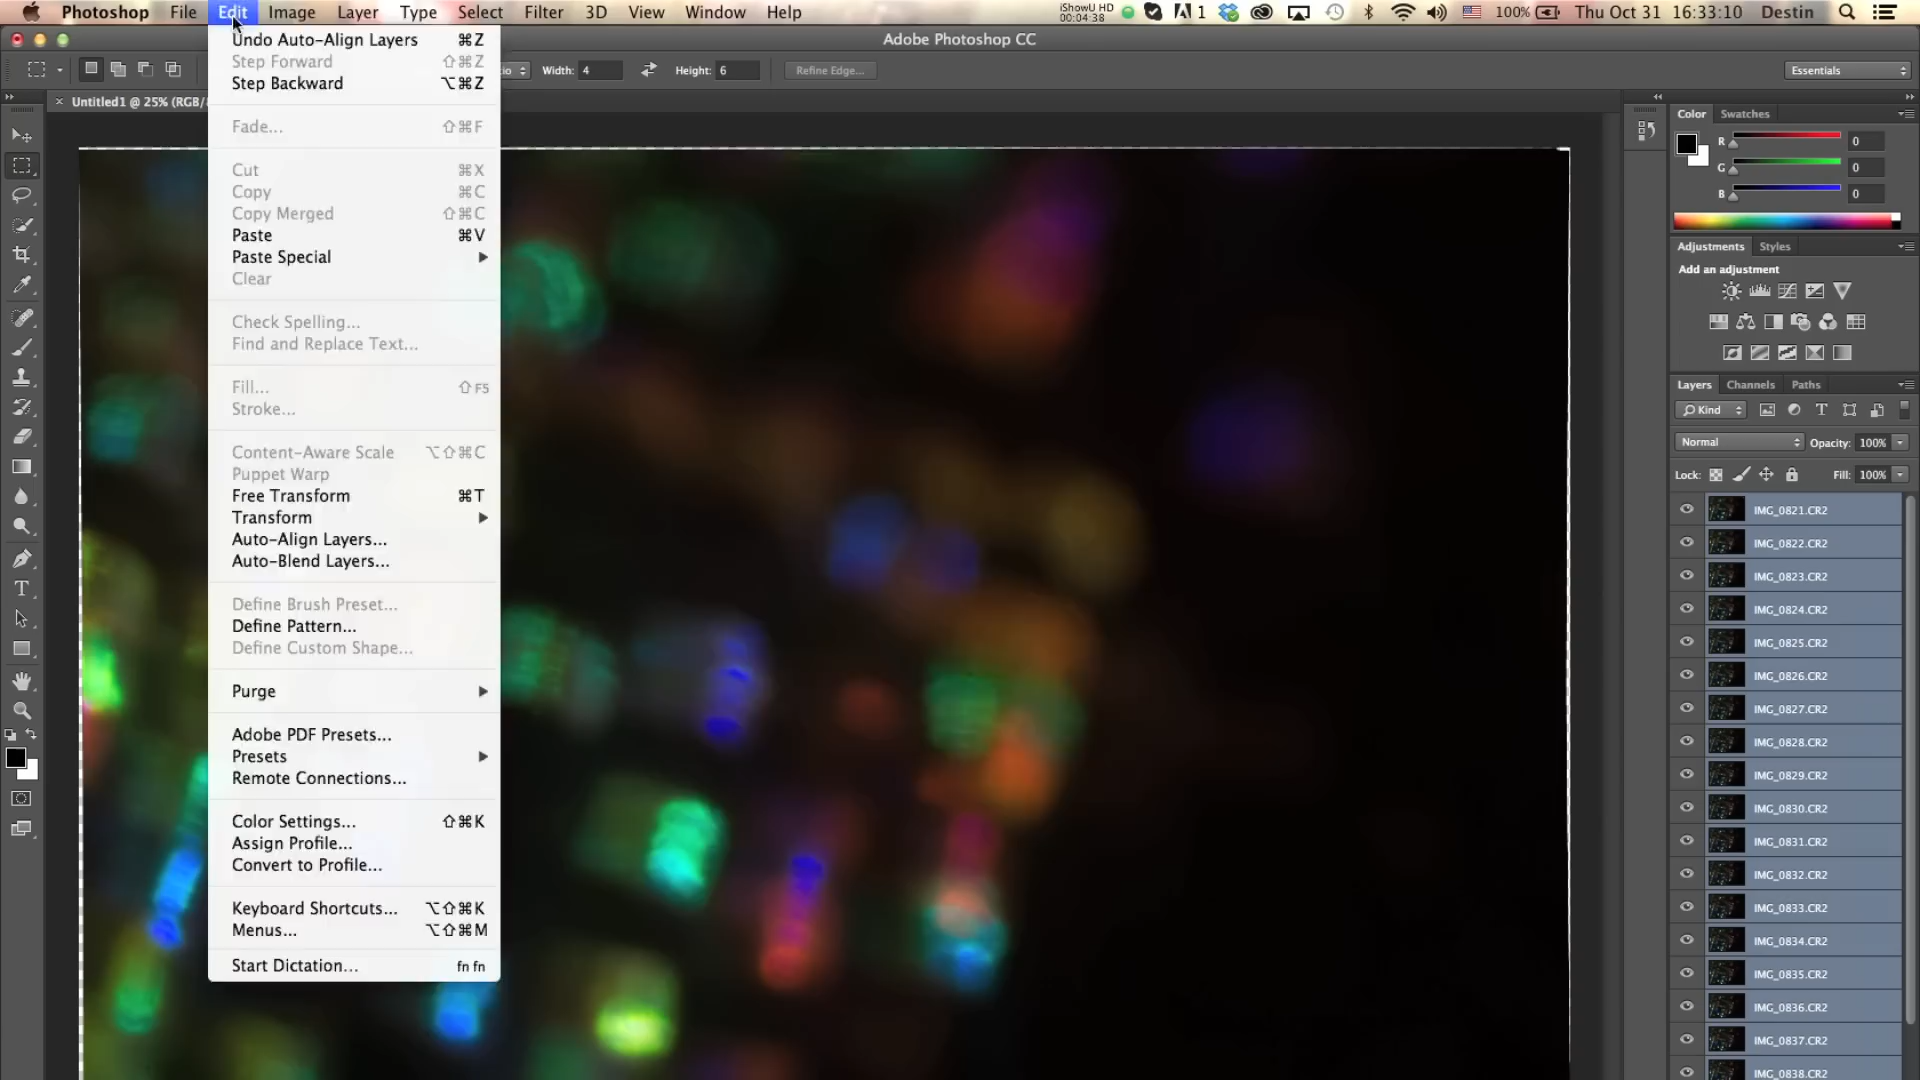 Photoshop File Edit Image Layer Type Select Filter 3D View Window Help iShowU HD 00:04:38 1 100% Thu Oct 31 16:33:10 Destin
Adobe Photoshop CC
Width: 4 Height: 6 Refine Edge... Essentials
Untitled1 @ 25% (RGB/
Undo Auto-Align Layers ⌘Z
Step Forward ⇧⌘Z
Step Backward ⌥⌘Z
Fade... ⇧⌘F
Cut ⌘X
Copy ⌘C
Copy Merged ⇧⌘C
Paste ⌘V
Paste Special
Clear
Check Spelling...
Find and Replace Text...
Fill... ⇧F5
Stroke...
Content-Aware Scale ⌥⇧⌘C
Puppet Warp
Free Transform ⌘T
Transform
Auto-Align Layers...
Auto-Blend Layers...
Define Brush Preset...
Define Pattern...
Define Custom Shape...
Purge
Adobe PDF Presets...
Presets
Remote Connections...
Color Settings... ⇧⌘K
Assign Profile...
Convert to Profile...
Keyboard Shortcuts... ⌥⇧⌘K
Menus... ⌥⇧⌘M
Start Dictation... fn fn
Color Swatches
R 0
G 0
B 0
Adjustments Styles
Add an adjustment
Layers Channels Paths
Kind
Normal Opacity: 100%
Lock: Fill: 100%
IMG_0821.CR2
IMG_0822.CR2
IMG_0823.CR2
IMG_0824.CR2
IMG_0825.CR2
IMG_0826.CR2
IMG_0827.CR2
IMG_0828.CR2
IMG_0829.CR2
IMG_0830.CR2
IMG_0831.CR2
IMG_0832.CR2
IMG_0833.CR2
IMG_0834.CR2
IMG_0835.CR2
IMG_0836.CR2
IMG_0837.CR2
IMG_0838.CR2